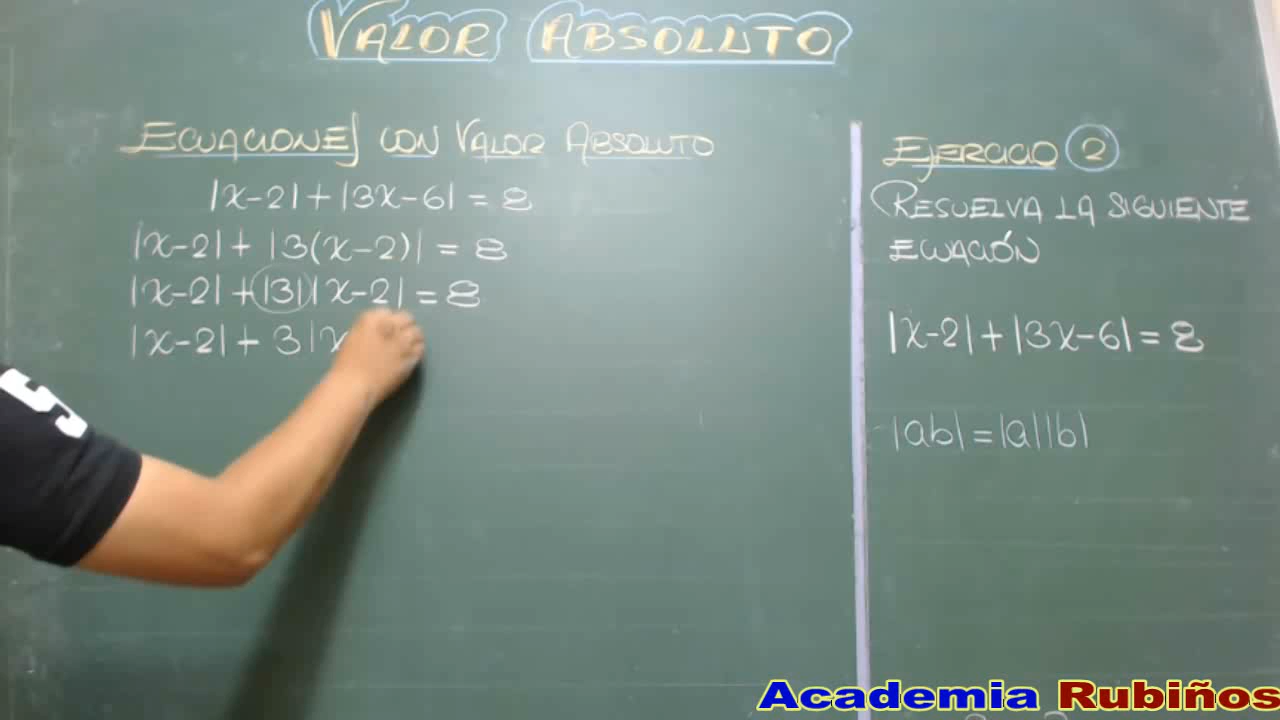 VALOR ABSOLUTO
ECUACIONES CON VALOR ABSOLUTO
|x-2|+|3x-6|=8
|x-2|+|3(x-2)|=8
|x-2|+|3||x-2|=8
|x-2|+3|x
EJERCICIO 2
RESUELVA LA SIGUIENTE
ECUACIÓN
|x-2|+|3x-6|=8
|ab|=|a||b|
Academia Rubiños